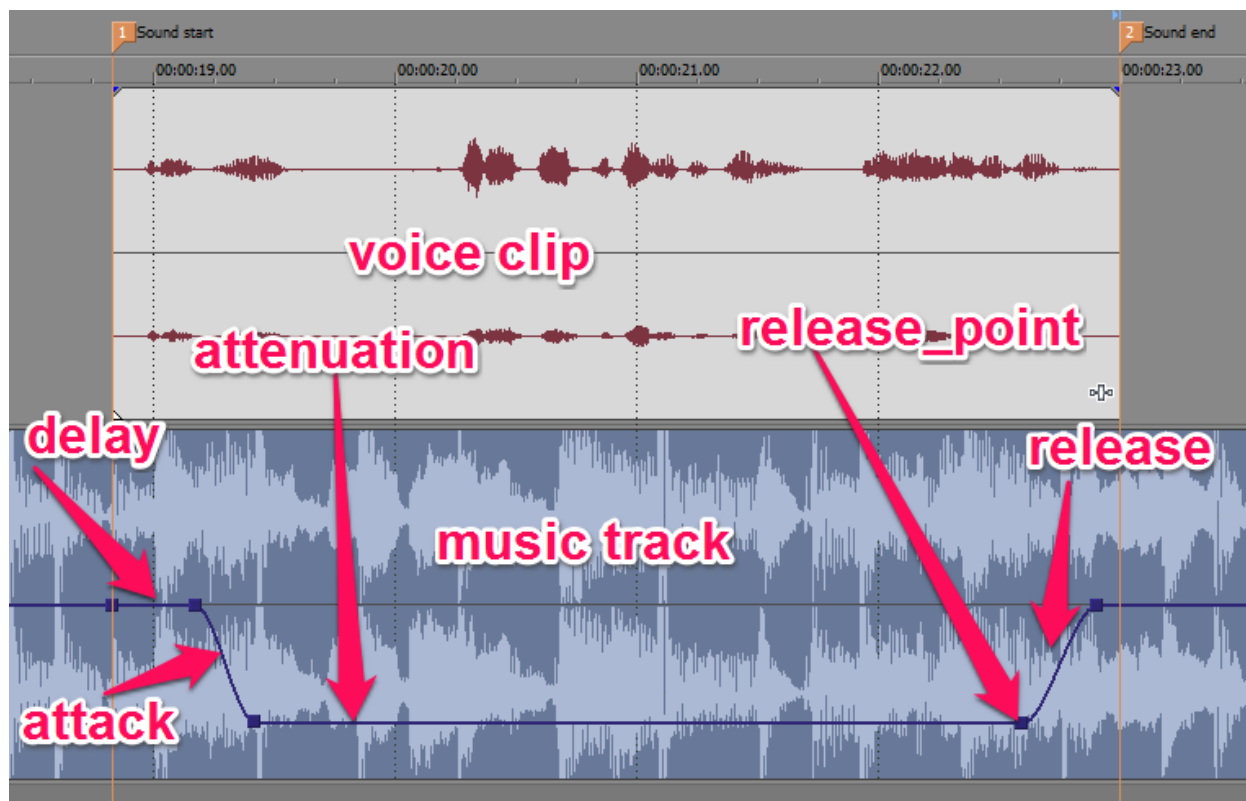 1 Sound start
2 Sound end
00:00:19.00 00:00:20.00 00:00:21.00 00:00:22.00 00:00:23.00
voice clip
attenuation
release_point
delay
release
music track
attack